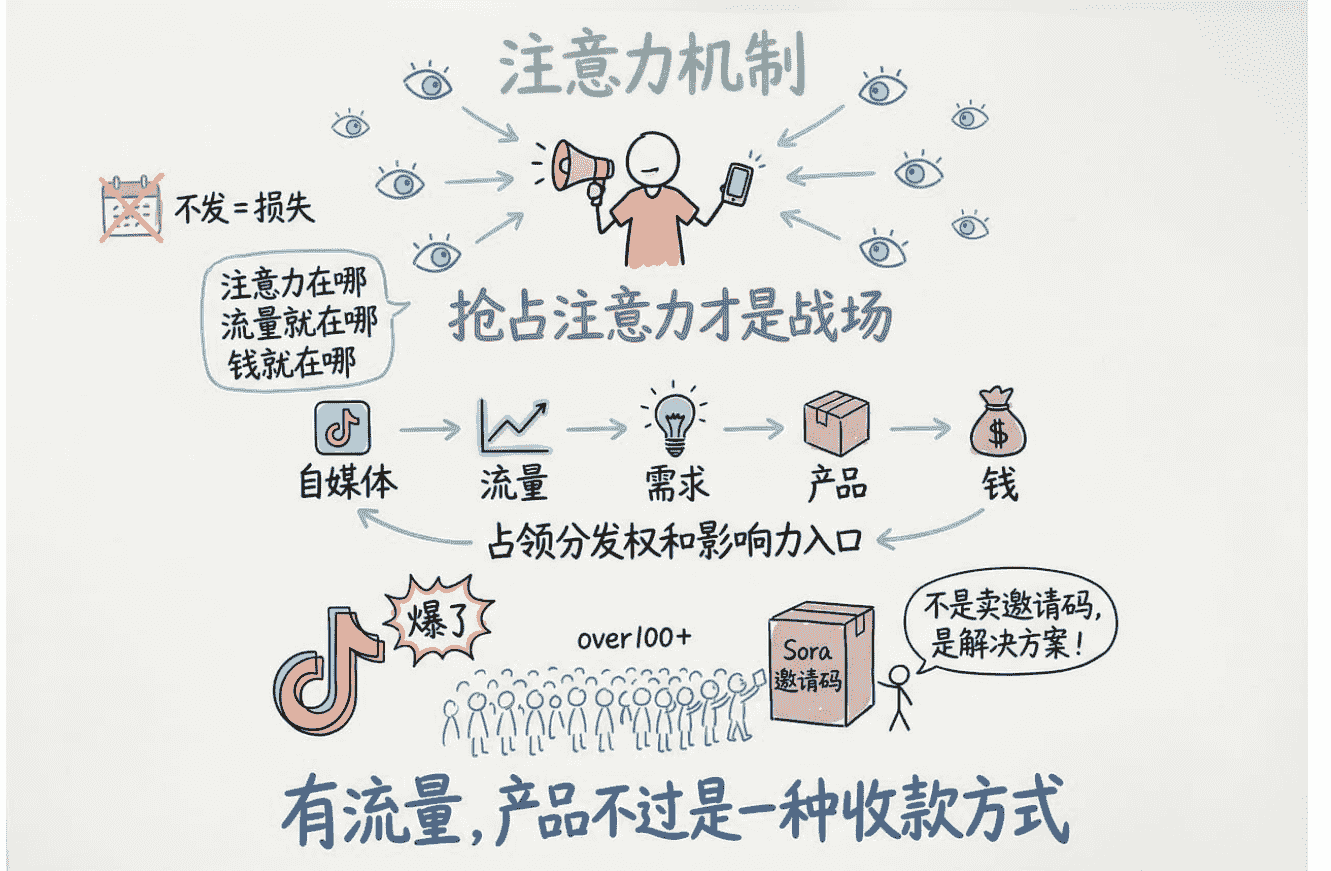 注意力机制
不发=损失
注意力在哪
流量就在哪
钱就在哪
抢占注意力才是战场
自媒体
流量
需求
产品
$
钱
占领分发权和影响力入口
爆了
over100+
Sora
邀请码
不是卖邀请码,
是解决方案!
有流量,产品不过是一种收款方式